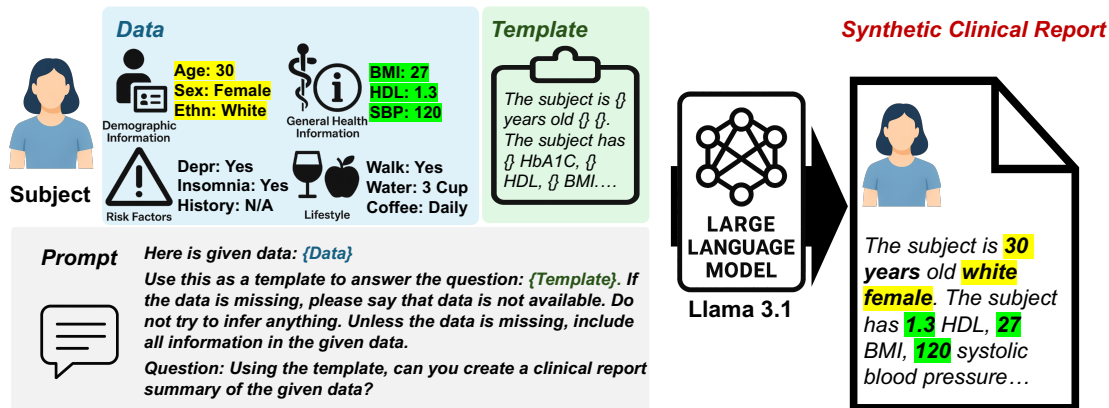 Data
Template
Synthetic Clinical Report
Age: 30
Sex: Female
Ethn: White
Demographic
Information
BMI: 27
HDL: 1.3
SBP: 120
General Health
Information
Depr: Yes
Insomnia: Yes
History: N/A
Risk Factors
Walk: Yes
Water: 3 Cup
Coffee: Daily
Lifestyle
Subject
The subject is {}
years old {} {}.
The subject has
{} HbA1C, {}
HDL, {} BMI....
Prompt
Here is given data: {Data}
Use this as a template to answer the question: {Template}. If
the data is missing, please say that data is not available. Do
not try to infer anything. Unless the data is missing, include
all information in the given data.
Question: Using the template, can you create a clinical report
summary of the given data?
LARGE
LANGUAGE
MODEL
Llama 3.1
The subject is 30
years old white
female. The subject
has 1.3 HDL, 27
BMI, 120 systolic
blood pressure...